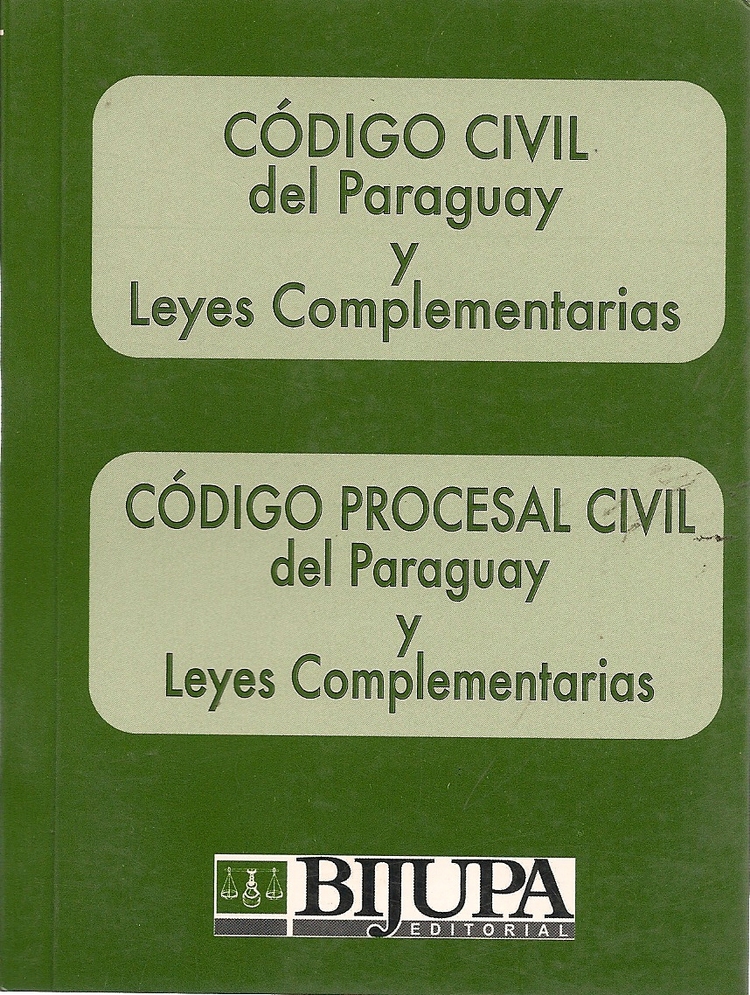 CÓDIGO CIVIL
del Paraguay
y
Leyes Complementarias
CÓDIGO PROCESAL CIVIL
del Paraguay
y
Leyes Complementarias
BIJUPA
EDITORIAL